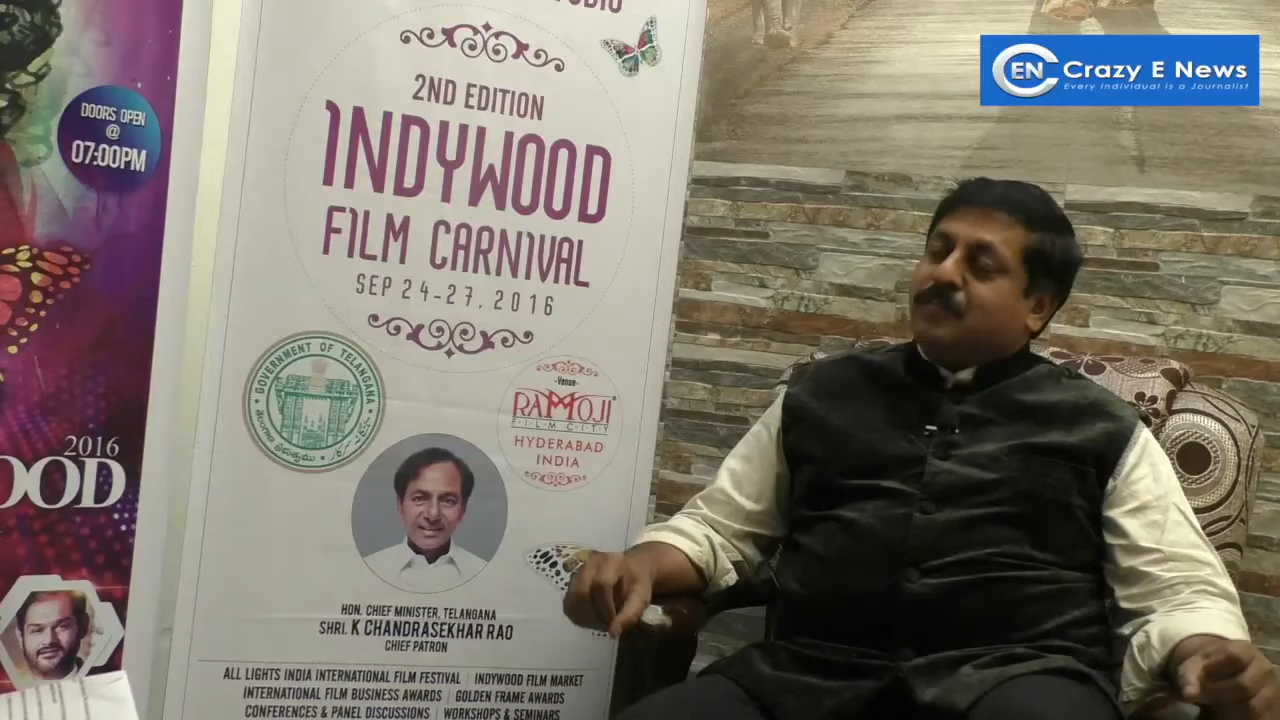 DOORS OPEN
@
07:00PM
2016
OOD
2ND EDITION
INDYWOOD
FILM CARNIVAL
SEP 24-27, 2016
GOVERNMENT OF TELANGANA
-Venue-
RAMOJI
FILM CITY
HYDERABAD
INDIA
HON. CHIEF MINISTER, TELANGANA
SHRI. K CHANDRASEKHAR RAO
CHIEF PATRON
ALL LIGHTS INDIA INTERNATIONAL FILM FESTIVAL | INDYWOOD FILM MARKET
INTERNATIONAL FILM BUSINESS AWARDS | GOLDEN FRAME AWARDS
CONFERENCES & PANEL DISCUSSIONS | WORKSHOPS & SEMINARS
CEN Crazy E News
Every Individual is a Journalist